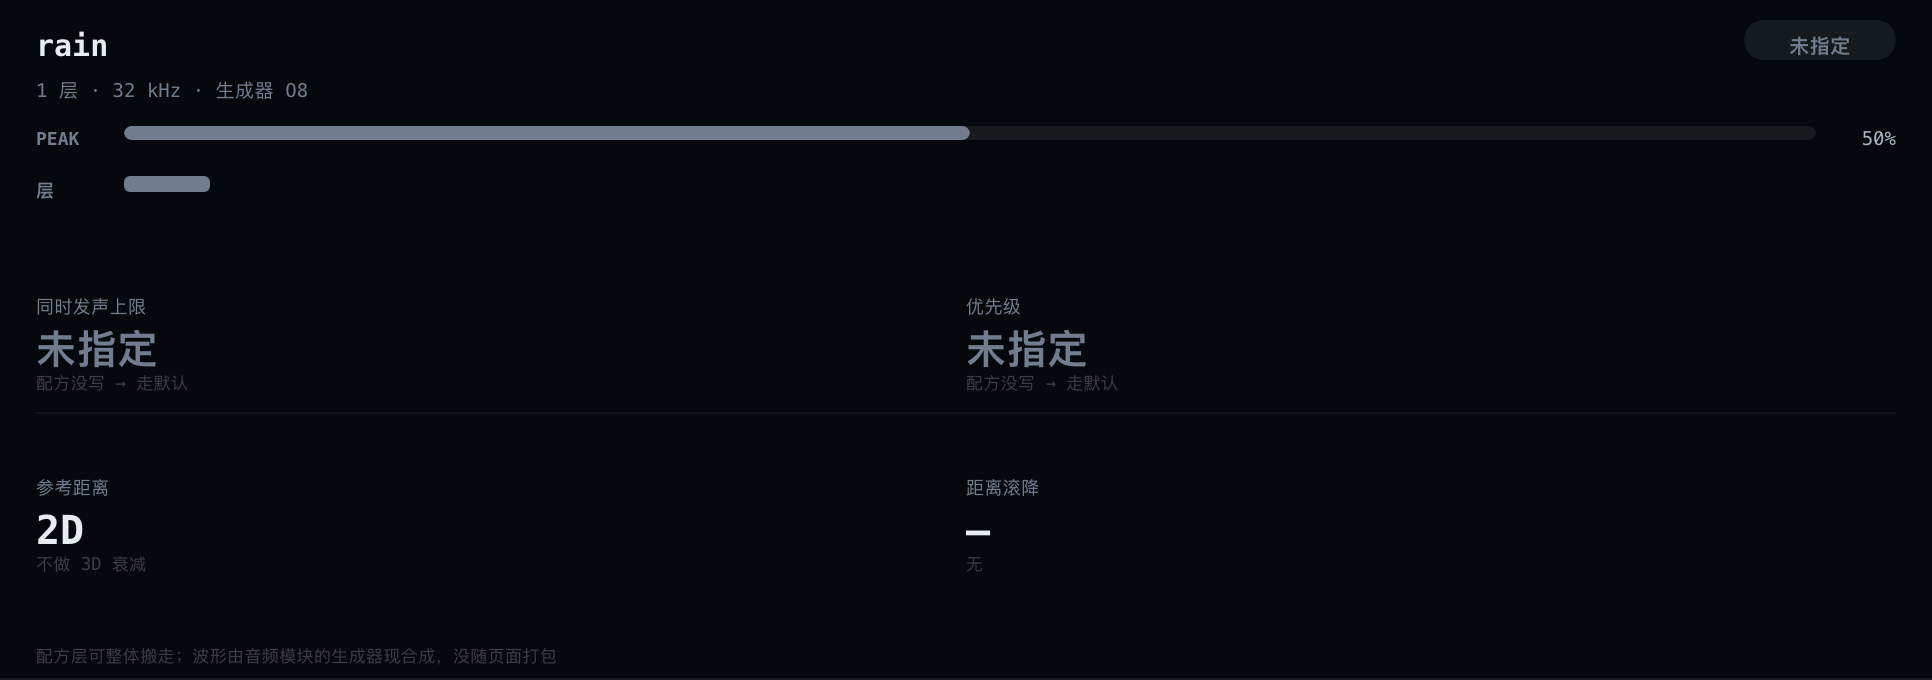 rain
未指定
1 层 · 32 kHz · 生成器 O8
PEAK
50%
层
同时发声上限
优先级
未指定
未指定
配方没写 → 走默认
配方没写 → 走默认
参考距离
距离滚降
2D
—
不做 3D 衰减
无
配方层可整体搬走; 波形由音频模块的生成器现合成, 没随页面打包